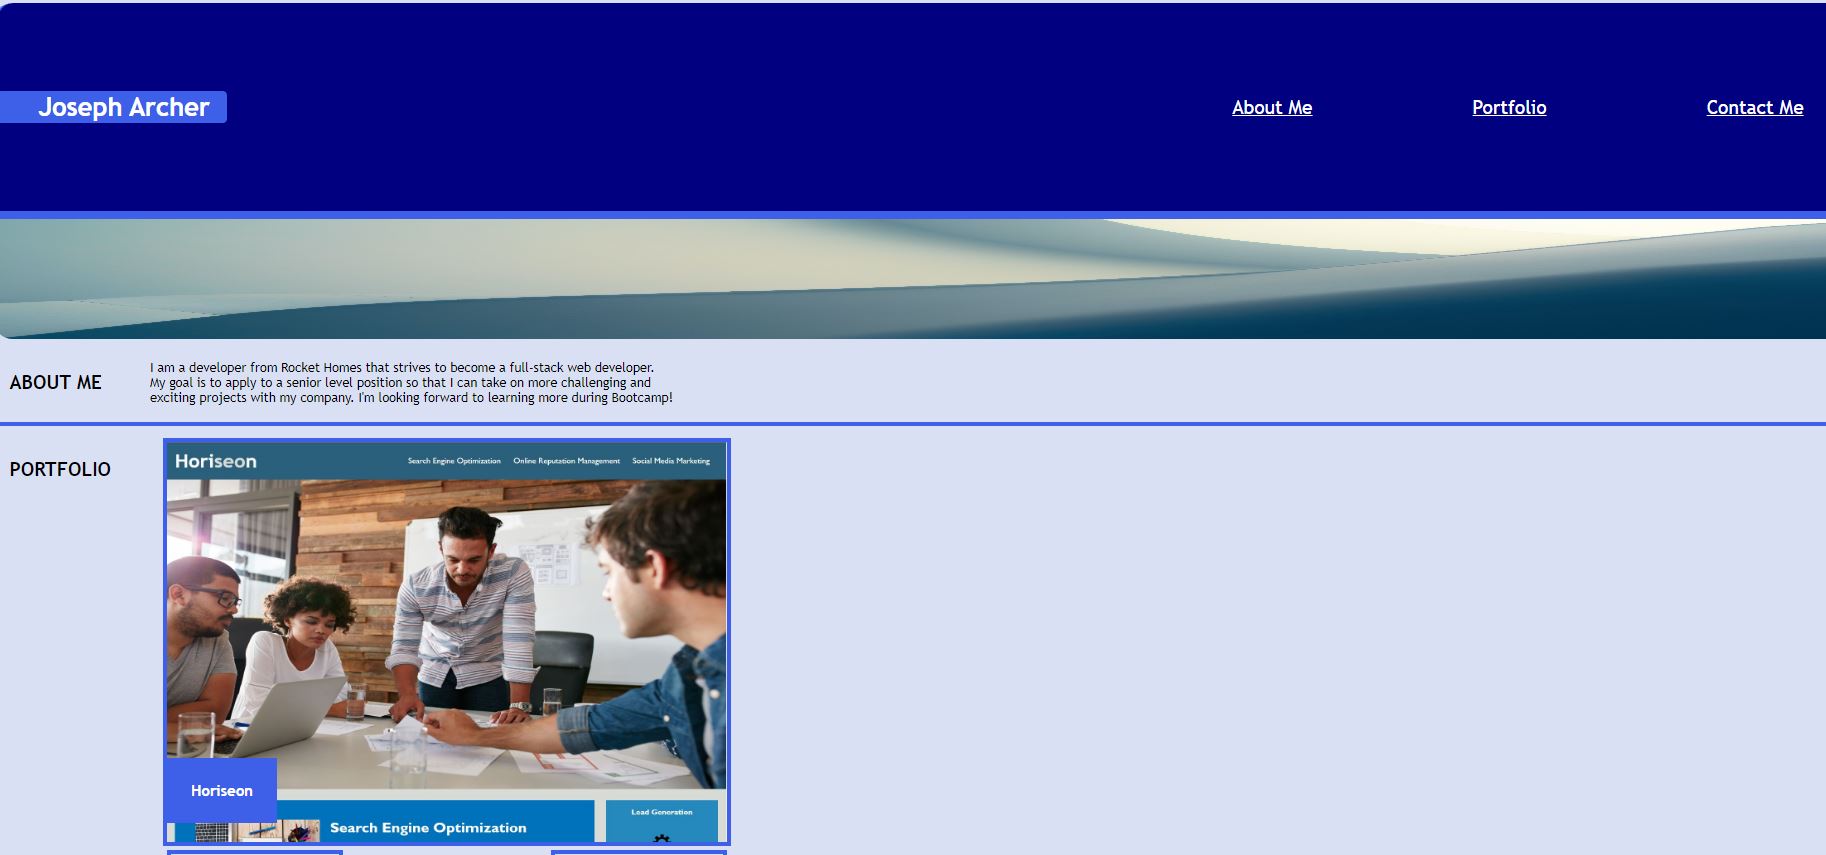 Joseph Archer
About Me
Portfolio
Contact Me
ABOUT ME
I am a developer from Rocket Homes that strives to become a full-stack web developer.
My goal is to apply to a senior level position so that I can take on more challenging and
exciting projects with my company. I'm looking forward to learning more during Bootcamp!
PORTFOLIO
Horiseon
Search Engine Optimization
Online Reputation Management
Social Media Marketing
Horiseon
Lead Generation
Search Engine Optimization